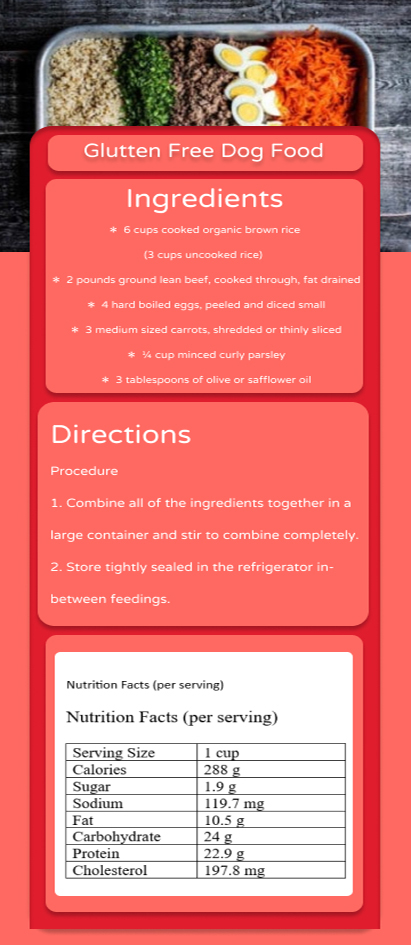 Glutten Free Dog Food
Ingredients
* 6 cups cooked organic brown rice
(3 cups uncooked rice)
* 2 pounds ground lean beef, cooked through, fat drained
* 4 hard boiled eggs, peeled and diced small
* 3 medium sized carrots, shredded or thinly sliced
* ¼ cup minced curly parsley
* 3 tablespoons of olive or safflower oil
Directions
Procedure
1. Combine all of the ingredients together in a
large container and stir to combine completely.
2. Store tightly sealed in the refrigerator in-
between feedings.
Nutrition Facts (per serving)
Nutrition Facts (per serving)
Serving Size 1 cup
Calories 288 g
Sugar 1.9 g
Sodium 119.7 mg
Fat 10.5 g
Carbohydrate 24 g
Protein 22.9 g
Cholesterol 197.8 mg